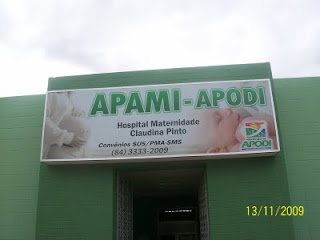 APAMI-APODI
Hospital Maternidade
Claudina Pinto
Convênios SUS/PMA-SMS
(84) 3333-2009
APODI
13/11/2009